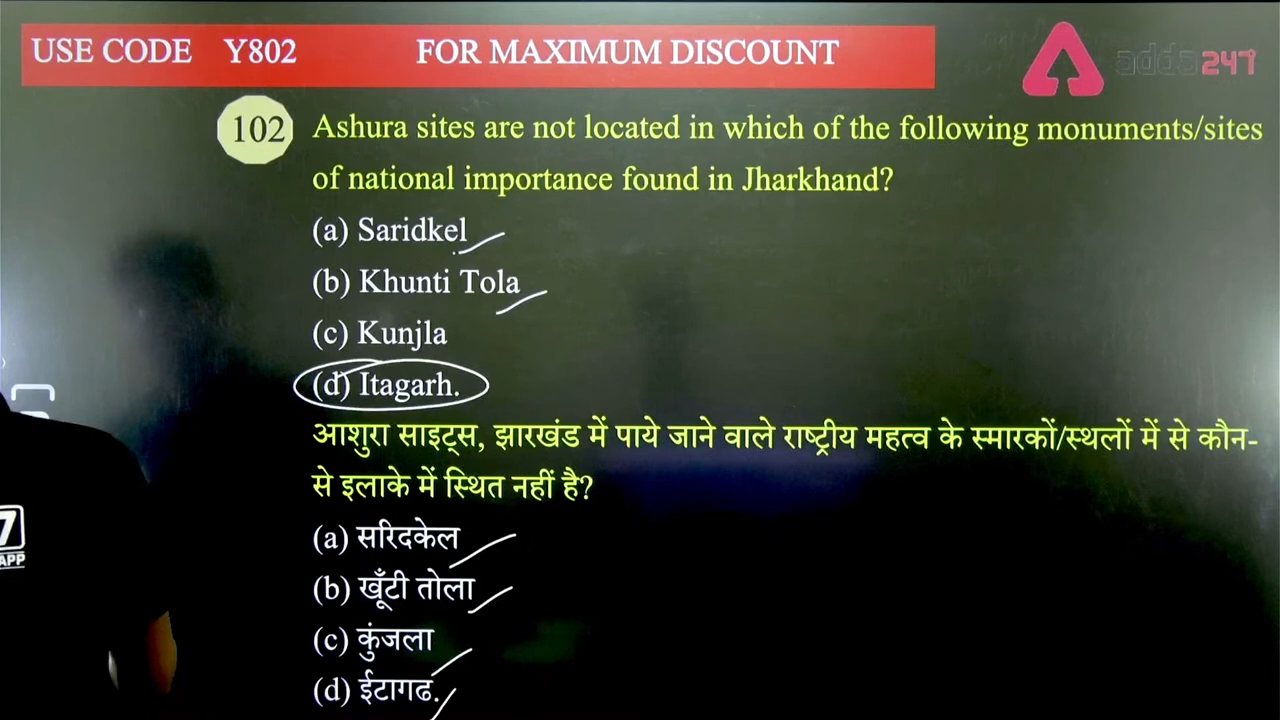 USE CODE Y802 FOR MAXIMUM DISCOUNT
adda247
102 Ashura sites are not located in which of the following monuments/sites
of national importance found in Jharkhand?
(a) Saridkel
(b) Khunti Tola
(c) Kunjla
(d) Itagarh.
आशुरा साइट्स, झारखंड में पाये जाने वाले राष्ट्रीय महत्व के स्मारकों/स्थलों में से कौन-
से इलाके में स्थित नहीं है?
(a) सरिदकेल
(b) खूँटी तोला
(c) कुंजला
(d) ईटागढ.
7
APP